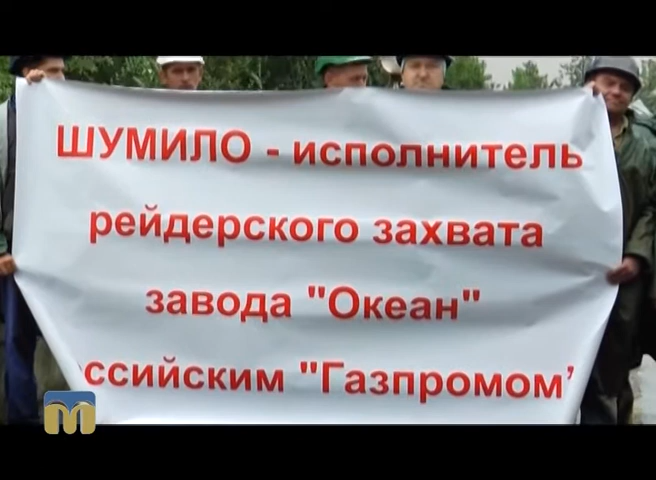 ШУМИЛО - исполнитель
рейдерского захвата
завода "Океан"
ссийским "Газпромом"